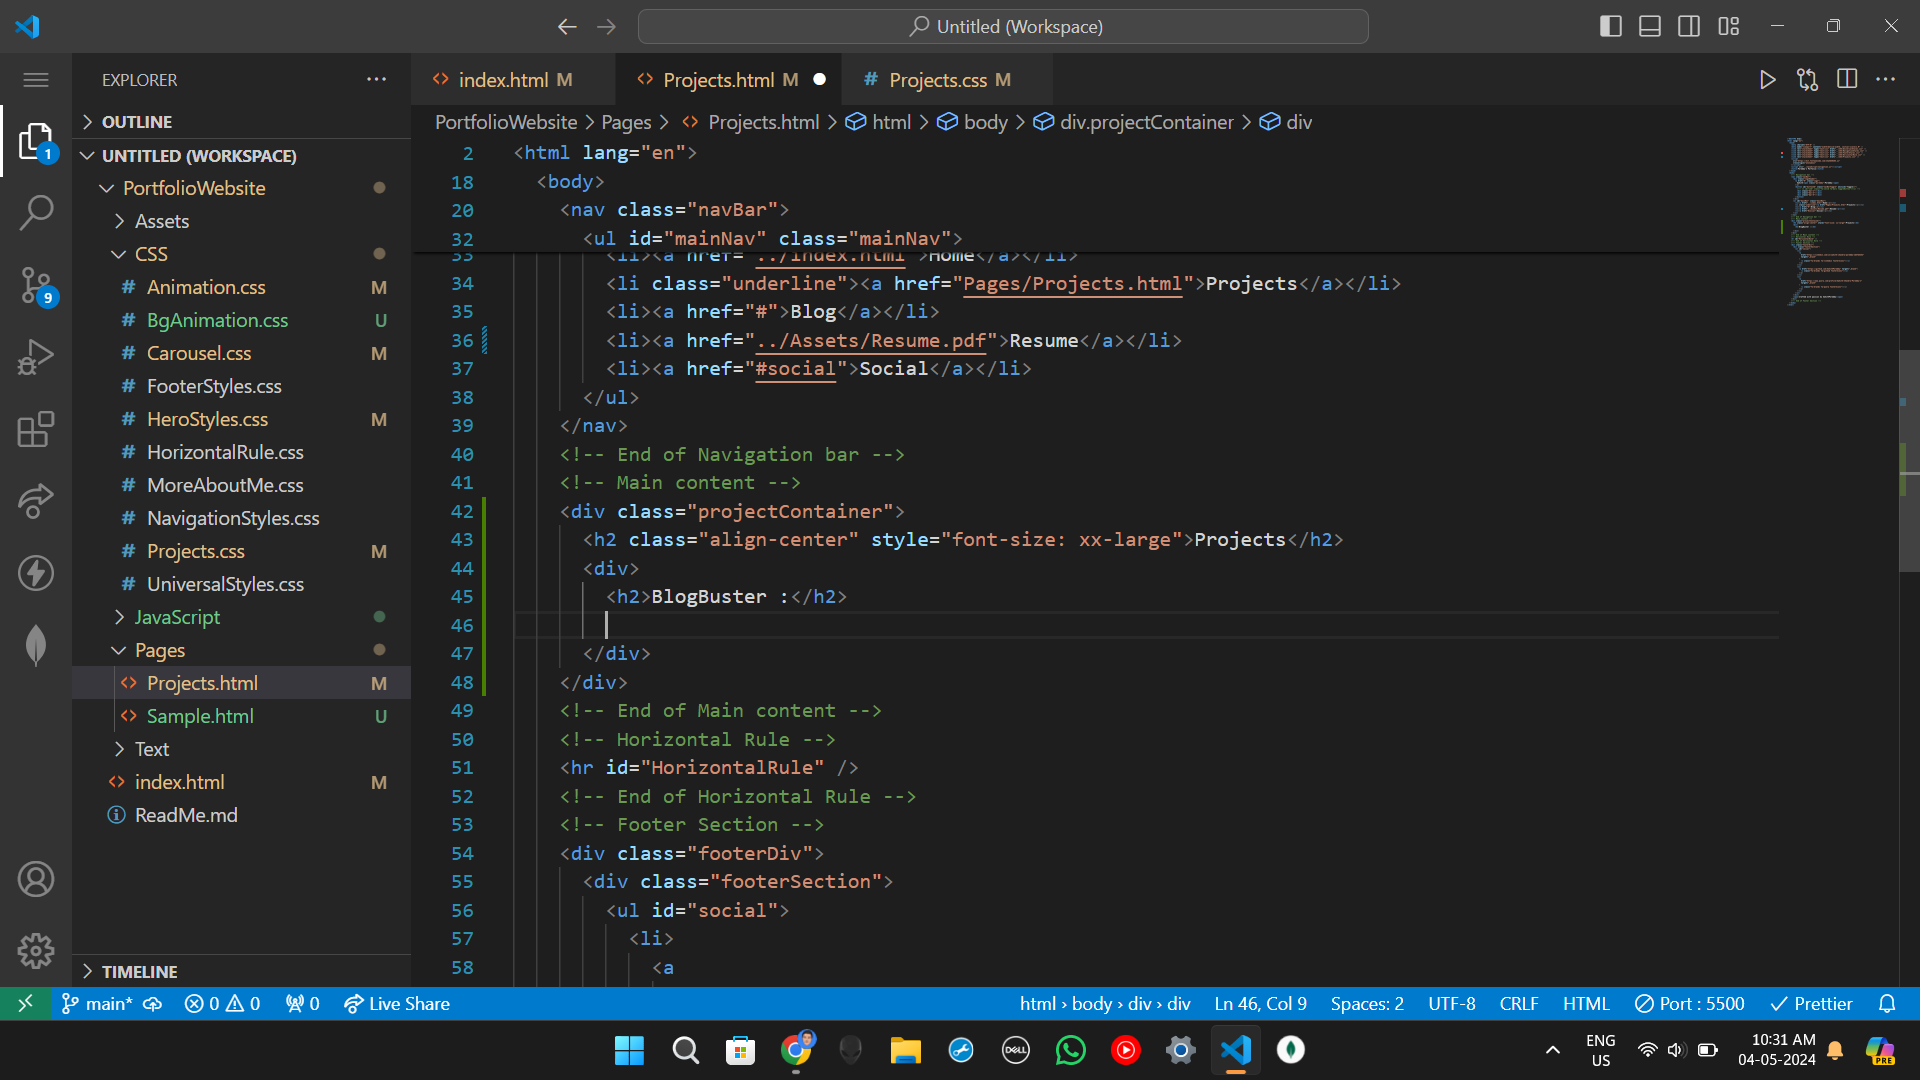 Untitled (Workspace)
EXPLORER
index.html M
Projects.html M
# Projects.css M
OUTLINE
PortfolioWebsite > Pages > Projects.html > html > body > div.projectContainer > div
UNTITLED (WORKSPACE)
PortfolioWebsite
Assets
CSS
# Animation.css M
# BgAnimation.css U
# Carousel.css M
# FooterStyles.css
# HeroStyles.css M
# HorizontalRule.css
# MoreAboutMe.css
# NavigationStyles.css
# Projects.css M
# UniversalStyles.css
JavaScript
Pages
Projects.html M
Sample.html U
Text
index.html M
ReadMe.md
TIMELINE
1
9
2 <html lang="en">
18 <body>
20 <nav class="navBar">
32 <ul id="mainNav" class="mainNav">
33 <li><a href="../index.html">Home</a></li>
34 <li class="underline"><a href="Pages/Projects.html">Projects</a></li>
35 <li><a href="#">Blog</a></li>
36 <li><a href="../Assets/Resume.pdf">Resume</a></li>
37 <li><a href="#social">Social</a></li>
38 </ul>
39 </nav>
40 <!-- End of Navigation bar -->
41 <!-- Main content -->
42 <div class="projectContainer">
43 <h2 class="align-center" style="font-size: xx-large">Projects</h2>
44 <div>
45 <h2>BlogBuster :</h2>
46
47 </div>
48 </div>
49 <!-- End of Main content -->
50 <!-- Horizontal Rule -->
51 <hr id="HorizontalRule" />
52 <!-- End of Horizontal Rule -->
53 <!-- Footer Section -->
54 <div class="footerDiv">
55 <div class="footerSection">
56 <ul id="social">
57 <li>
58 <a
main* 0 0 0 Live Share html › body › div › div Ln 46, Col 9 Spaces: 2 UTF-8 CRLF HTML Port : 5500 Prettier
DELL
ENG
US
10:31 AM
04-05-2024
PRE